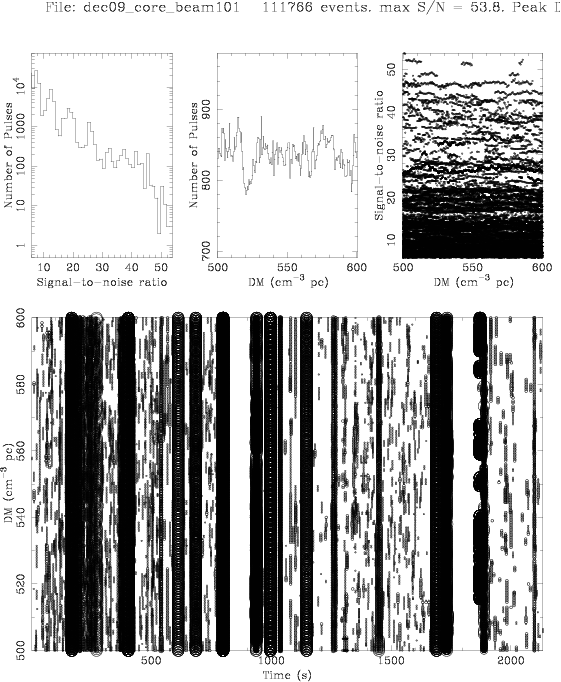 File: dec09_core_beam101 111766 events. max S/N = 53.8. Peak D
Number of Pulses
1 10 100 1000 10^4
10 20 30 40 50
Signal-to-noise ratio
Number of Pulses
700 800 900
500 550 600
DM (cm^-3 pc)
Signal-to-noise ratio
10 20 30 40 50
500 550 600
DM (cm^-3 pc)
DM (cm^-3 pc)
500 520 540 560 580 600
500 1000 1500 2000
Time (s)